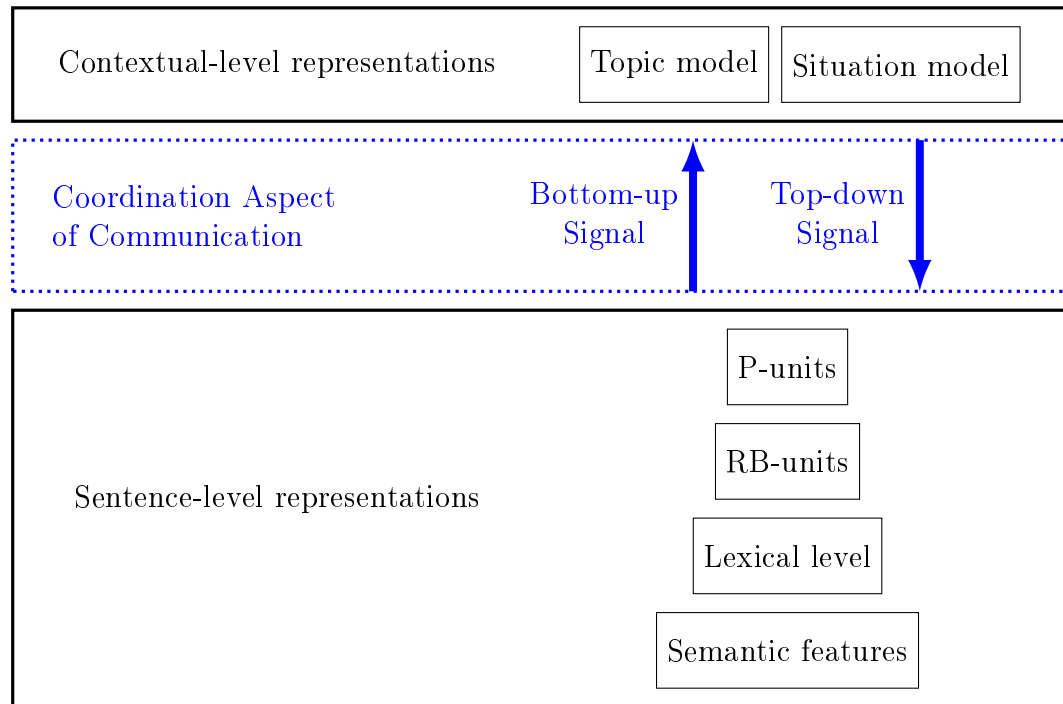 Contextual-level representations
Topic model
Situation model
Coordination Aspect
of Communication
Bottom-up
Signal
Top-down
Signal
Sentence-level representations
P-units
RB-units
Lexical level
Semantic features